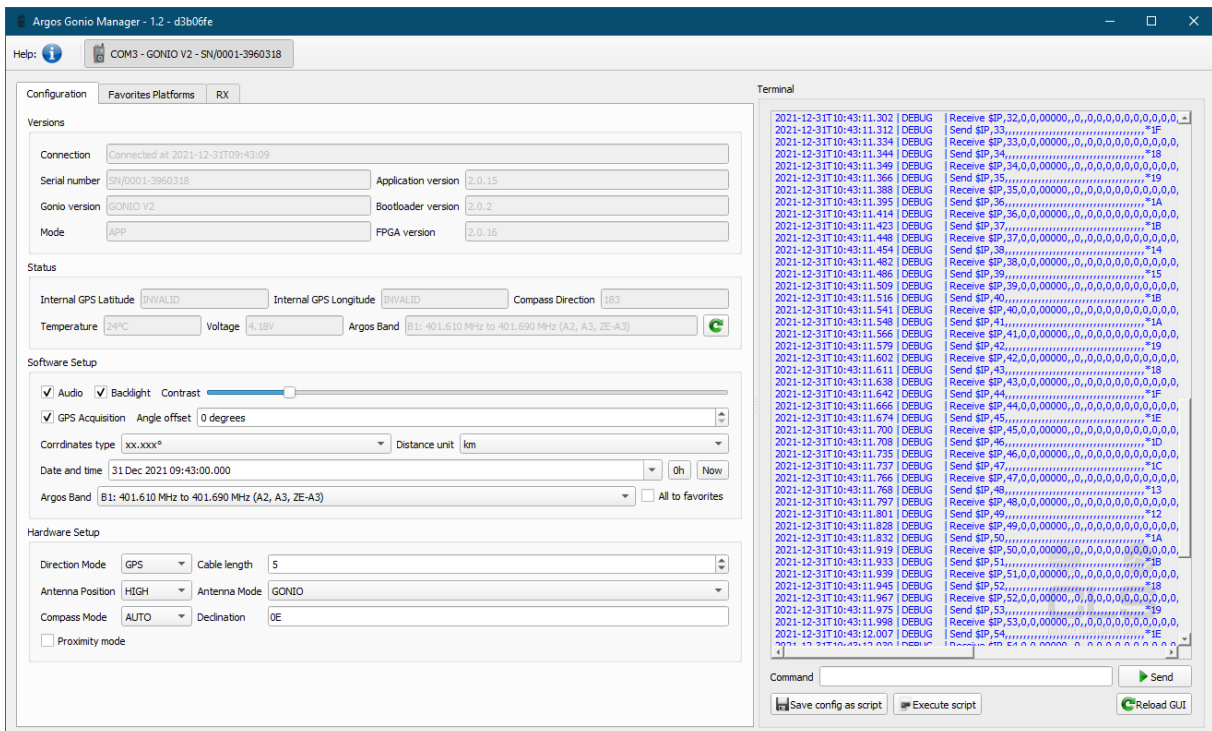 Argos Gonio Manager - 1.2 - d3b06fe
Help: COM3 - GONIO V2 - SN/0001-3960318
Configuration Favorites Platforms RX
Versions
Connection Connected at 2021-12-31T09:43:09
Serial number SN/0001-3960318 Application version 2.0.15
Gonio version GONIO V2 Bootloader version 2.0.2
Mode APP FPGA version 2.0.16
Status
Internal GPS Latitude INVALID Internal GPS Longitude INVALID Compass Direction 183
Temperature 24°C Voltage 4.18V Argos Band B1: 401.610 MHz to 401.690 MHz (A2, A3, ZE-A3)
Software Setup
Audio Backlight Contrast
GPS Acquisition Angle offset 0 degrees
Corrdinates type xx.xxx° Distance unit km
Date and time 31 Dec 2021 09:43:00.000 0h Now
Argos Band B1: 401.610 MHz to 401.690 MHz (A2, A3, ZE-A3) All to favorites
Hardware Setup
Direction Mode GPS Cable length 5
Antenna Position HIGH Antenna Mode GONIO
Compass Mode AUTO Declination 0E
Proximity mode
Terminal
2021-12-31T10:43:11.302 | DEBUG | Receive $IP,32,0,0,00000,,0,,0,0,0,0,0,0,0,0,0,
2021-12-31T10:43:11.312 | DEBUG | Send $IP,33,,,,,,,,,,,,,,,,,,,,,,,,,,,,,,,,,,,,*1F
2021-12-31T10:43:11.334 | DEBUG | Receive $IP,33,0,0,00000,,0,,0,0,0,0,0,0,0,0,0,
2021-12-31T10:43:11.344 | DEBUG | Send $IP,34,,,,,,,,,,,,,,,,,,,,,,,,,,,,,,,,,,,,*18
2021-12-31T10:43:11.349 | DEBUG | Receive $IP,34,0,0,00000,,0,,0,0,0,0,0,0,0,0,0,
2021-12-31T10:43:11.366 | DEBUG | Send $IP,35,,,,,,,,,,,,,,,,,,,,,,,,,,,,,,,,,,,,*19
2021-12-31T10:43:11.388 | DEBUG | Receive $IP,35,0,0,00000,,0,,0,0,0,0,0,0,0,0,0,
2021-12-31T10:43:11.395 | DEBUG | Send $IP,36,,,,,,,,,,,,,,,,,,,,,,,,,,,,,,,,,,,,*1A
2021-12-31T10:43:11.414 | DEBUG | Receive $IP,36,0,0,00000,,0,,0,0,0,0,0,0,0,0,0,
2021-12-31T10:43:11.423 | DEBUG | Send $IP,37,,,,,,,,,,,,,,,,,,,,,,,,,,,,,,,,,,,,*1B
2021-12-31T10:43:11.448 | DEBUG | Receive $IP,37,0,0,00000,,0,,0,0,0,0,0,0,0,0,0,
2021-12-31T10:43:11.454 | DEBUG | Send $IP,38,,,,,,,,,,,,,,,,,,,,,,,,,,,,,,,,,,,,*14
2021-12-31T10:43:11.482 | DEBUG | Receive $IP,38,0,0,00000,,0,,0,0,0,0,0,0,0,0,0,
2021-12-31T10:43:11.486 | DEBUG | Send $IP,39,,,,,,,,,,,,,,,,,,,,,,,,,,,,,,,,,,,,*15
2021-12-31T10:43:11.509 | DEBUG | Receive $IP,39,0,0,00000,,0,,0,0,0,0,0,0,0,0,0,
2021-12-31T10:43:11.516 | DEBUG | Send $IP,40,,,,,,,,,,,,,,,,,,,,,,,,,,,,,,,,,,,,*1B
2021-12-31T10:43:11.541 | DEBUG | Receive $IP,40,0,0,00000,,0,,0,0,0,0,0,0,0,0,0,
2021-12-31T10:43:11.548 | DEBUG | Send $IP,41,,,,,,,,,,,,,,,,,,,,,,,,,,,,,,,,,,,,*1A
2021-12-31T10:43:11.566 | DEBUG | Receive $IP,41,0,0,00000,,0,,0,0,0,0,0,0,0,0,0,
2021-12-31T10:43:11.579 | DEBUG | Send $IP,42,,,,,,,,,,,,,,,,,,,,,,,,,,,,,,,,,,,,*19
2021-12-31T10:43:11.602 | DEBUG | Receive $IP,42,0,0,00000,,0,,0,0,0,0,0,0,0,0,0,
2021-12-31T10:43:11.611 | DEBUG | Send $IP,43,,,,,,,,,,,,,,,,,,,,,,,,,,,,,,,,,,,,*18
2021-12-31T10:43:11.638 | DEBUG | Receive $IP,43,0,0,00000,,0,,0,0,0,0,0,0,0,0,0,
2021-12-31T10:43:11.642 | DEBUG | Send $IP,44,,,,,,,,,,,,,,,,,,,,,,,,,,,,,,,,,,,,*1F
2021-12-31T10:43:11.666 | DEBUG | Receive $IP,44,0,0,00000,,0,,0,0,0,0,0,0,0,0,0,
2021-12-31T10:43:11.674 | DEBUG | Send $IP,45,,,,,,,,,,,,,,,,,,,,,,,,,,,,,,,,,,,,*1E
2021-12-31T10:43:11.700 | DEBUG | Receive $IP,45,0,0,00000,,0,,0,0,0,0,0,0,0,0,0,
2021-12-31T10:43:11.708 | DEBUG | Send $IP,46,,,,,,,,,,,,,,,,,,,,,,,,,,,,,,,,,,,,*1D
2021-12-31T10:43:11.735 | DEBUG | Receive $IP,46,0,0,00000,,0,,0,0,0,0,0,0,0,0,0,
2021-12-31T10:43:11.737 | DEBUG | Send $IP,47,,,,,,,,,,,,,,,,,,,,,,,,,,,,,,,,,,,,*1C
2021-12-31T10:43:11.766 | DEBUG | Receive $IP,47,0,0,00000,,0,,0,0,0,0,0,0,0,0,0,
2021-12-31T10:43:11.768 | DEBUG | Send $IP,48,,,,,,,,,,,,,,,,,,,,,,,,,,,,,,,,,,,,*13
2021-12-31T10:43:11.797 | DEBUG | Receive $IP,48,0,0,00000,,0,,0,0,0,0,0,0,0,0,0,
2021-12-31T10:43:11.801 | DEBUG | Send $IP,49,,,,,,,,,,,,,,,,,,,,,,,,,,,,,,,,,,,,*12
2021-12-31T10:43:11.828 | DEBUG | Receive $IP,49,0,0,00000,,0,,0,0,0,0,0,0,0,0,0,
2021-12-31T10:43:11.832 | DEBUG | Send $IP,50,,,,,,,,,,,,,,,,,,,,,,,,,,,,,,,,,,,,*1A
2021-12-31T10:43:11.919 | DEBUG | Receive $IP,50,0,0,00000,,0,,0,0,0,0,0,0,0,0,0,
2021-12-31T10:43:11.933 | DEBUG | Send $IP,51,,,,,,,,,,,,,,,,,,,,,,,,,,,,,,,,,,,,*1B
2021-12-31T10:43:11.939 | DEBUG | Receive $IP,51,0,0,00000,,0,,0,0,0,0,0,0,0,0,0,
2021-12-31T10:43:11.945 | DEBUG | Send $IP,52,,,,,,,,,,,,,,,,,,,,,,,,,,,,,,,,,,,,*18
2021-12-31T10:43:11.967 | DEBUG | Receive $IP,52,0,0,00000,,0,,0,0,0,0,0,0,0,0,0,
2021-12-31T10:43:11.975 | DEBUG | Send $IP,53,,,,,,,,,,,,,,,,,,,,,,,,,,,,,,,,,,,,*19
2021-12-31T10:43:11.998 | DEBUG | Receive $IP,53,0,0,00000,,0,,0,0,0,0,0,0,0,0,0,
2021-12-31T10:43:12.007 | DEBUG | Send $IP,54,,,,,,,,,,,,,,,,,,,,,,,,,,,,,,,,,,,,*1E
2021-12-31T10:43:12.030 | DEBUG | Receive $IP,54,0,0,00000,,0,,0,0,0,0,0,0,0,0,0,
Command Send
Save config as script Execute script Reload GUI